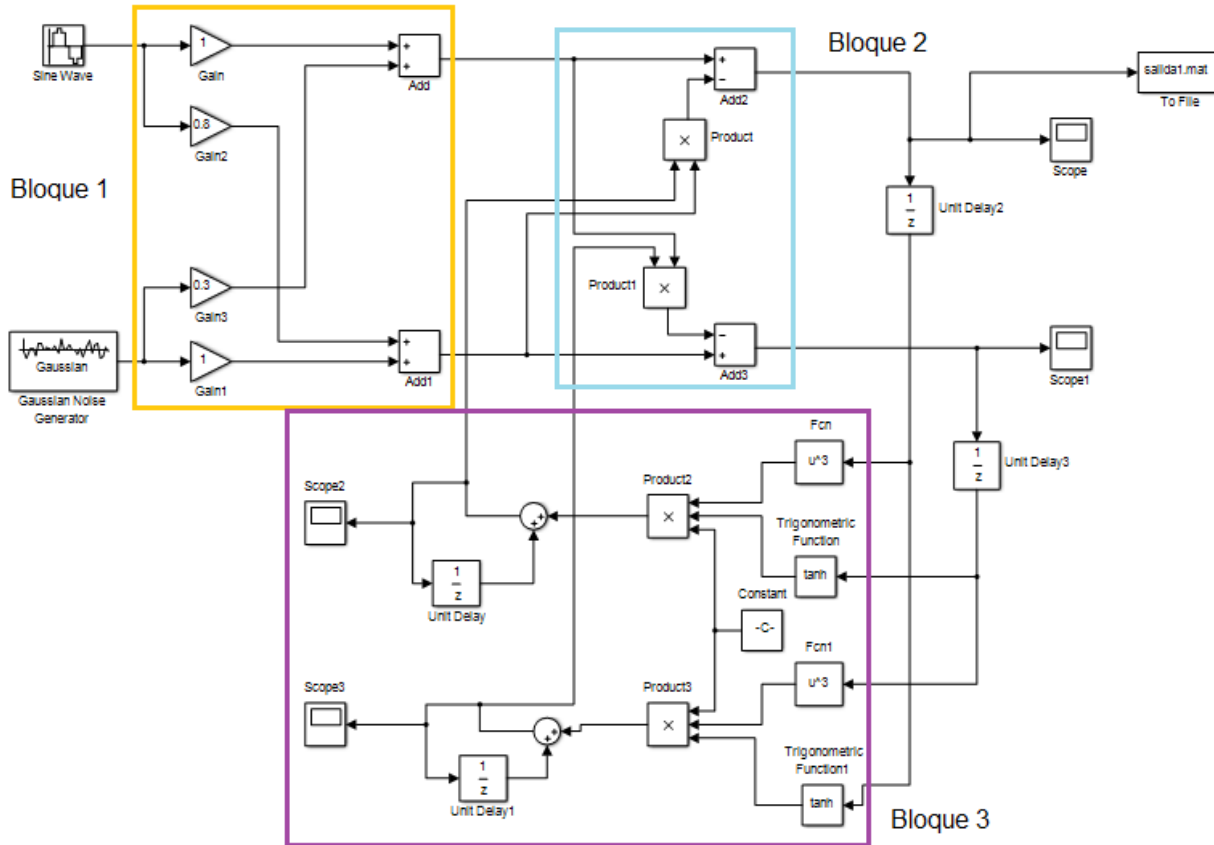 Sine Wave
1
Gain
0.8
Gain2
Bloque 1
0.3
Gain3
Gaussian
Gaussian Noise
Generator
1
Gain1
+
+
Add
+
+
Add1
Bloque 2
+
−
Add2
×
Product
Product1
×
−
+
Add3
salida1.mat
To File
Scope
1
z
Unit Delay2
Scope1
1
z
Unit Delay3
Fcn
u^3
Product2
×
Trigonometric
Function
tanh
Scope2
+
+
1
z
Unit Delay
Constant
-C-
Fcn1
u^3
Product3
×
Scope3
+
+
1
z
Unit Delay1
Trigonometric
Function1
tanh
Bloque 3